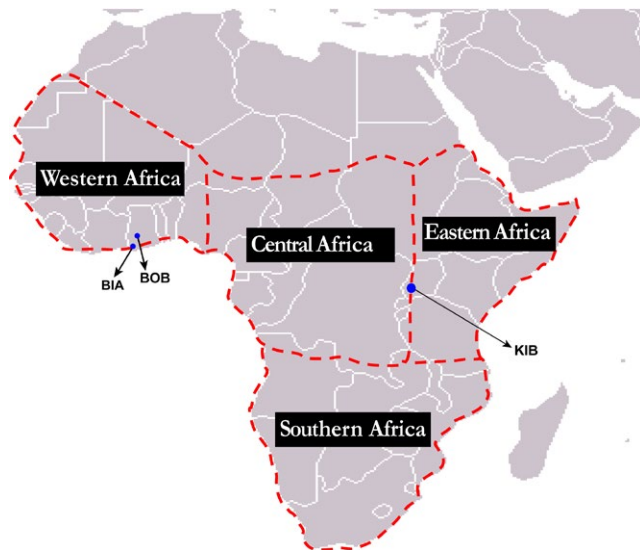 Western Africa
Central Africa
Eastern Africa
BIA
BOB
KIB
Southern Africa